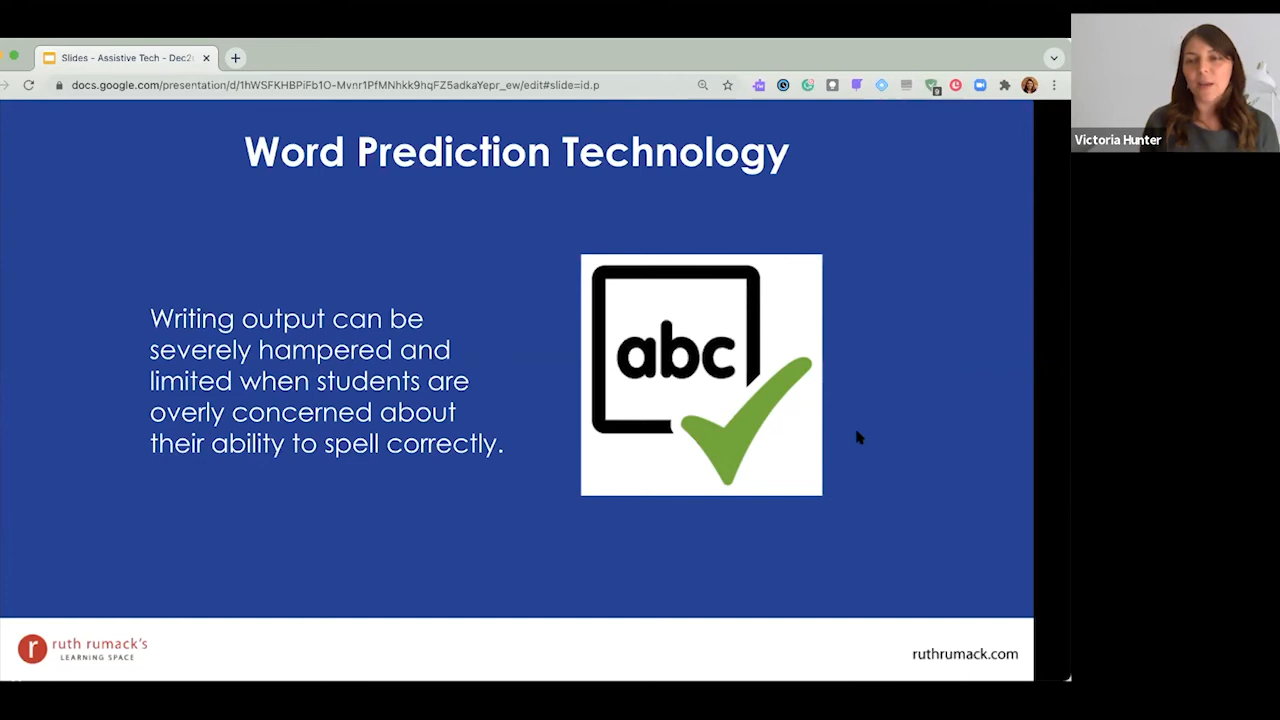 Slides - Assistive Tech - Dec2
docs.google.com/presentation/d/1hWSFKHBPiFb1O-Mvnr1PfMNhkk9hqFZ5adkaYepr_ew/edit#slide=id.p
Victoria Hunter
Word Prediction Technology
Writing output can be
severely hampered and
limited when students are
overly concerned about
their ability to spell correctly.
abc
r
ruth rumack's
LEARNING SPACE
ruthrumack.com